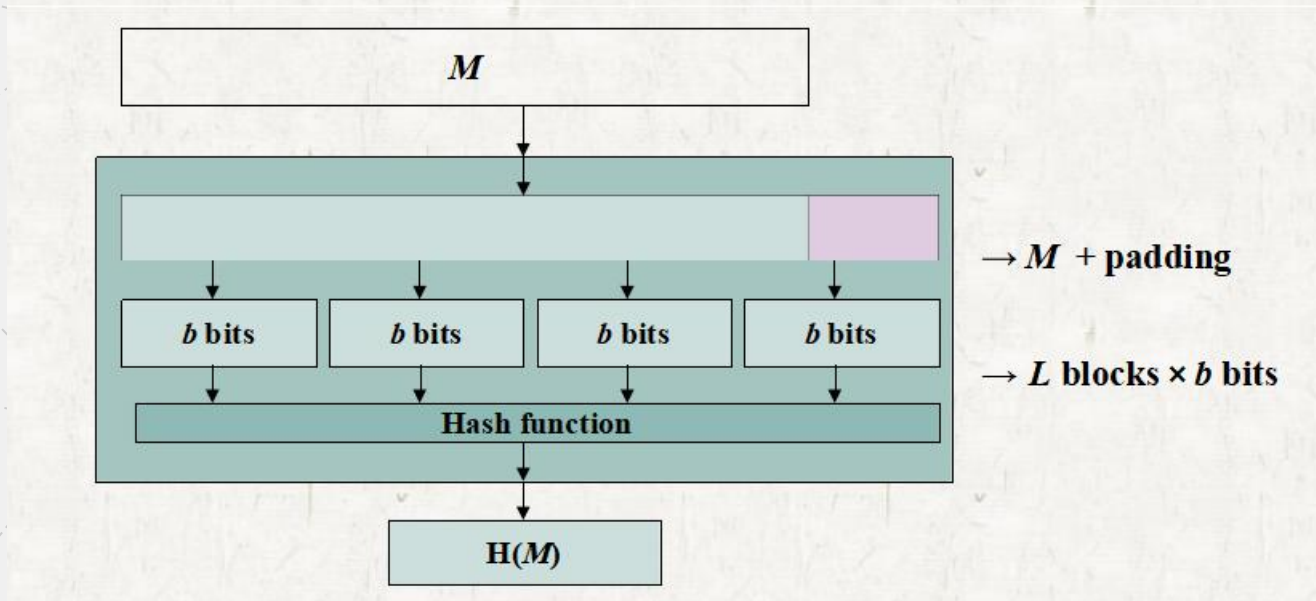 M
→ M + padding
b bits b bits b bits b bits
→ L blocks × b bits
Hash function
H(M)